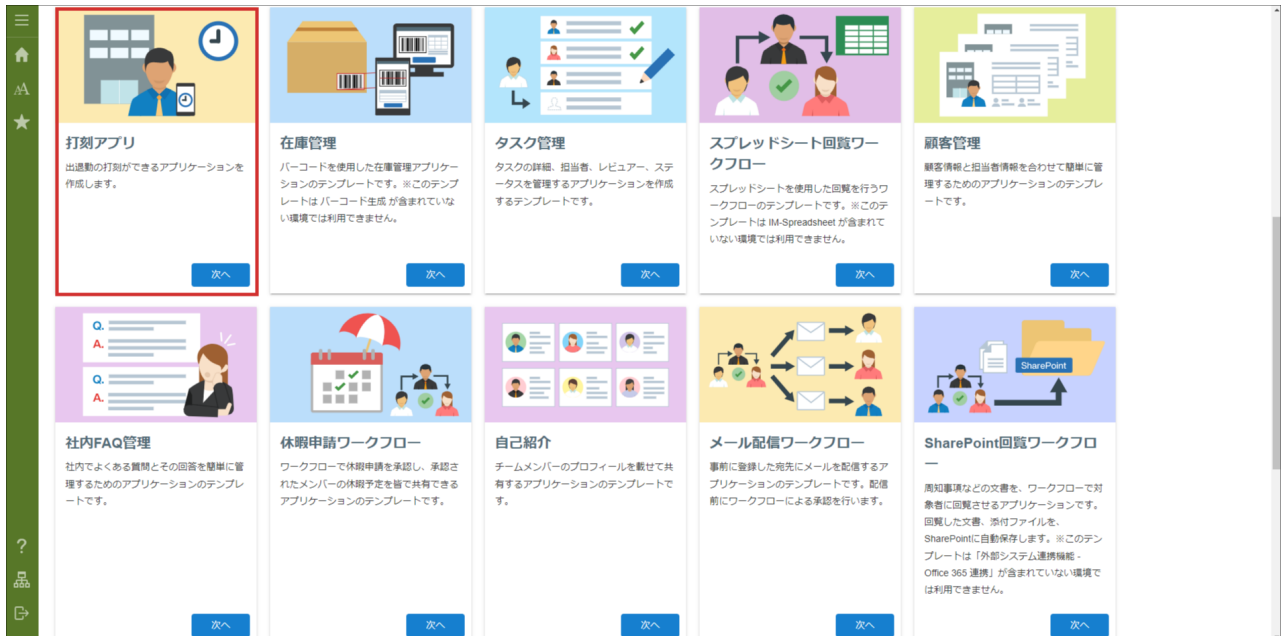 打刻アプリ
出退勤の打刻ができるアプリケーションを
作成します。
次へ
在庫管理
バーコードを使用した在庫管理アプリケー
ションのテンプレートです。※このテンプ
レートは バーコード生成 が含まれていな
い環境では利用できません。
次へ
タスク管理
タスクの詳細、担当者、レビュアー、ステ
ータスを管理するアプリケーションを作成
するテンプレートです。
次へ
スプレッドシート回覧ワー
クフロー
スプレッドシートを使用した回覧を行うワ
ークフローのテンプレートです。※このテ
ンプレートは IM-Spreadsheet が含まれて
いない環境では利用できません。
次へ
顧客管理
顧客情報と担当者情報を合わせて簡単に管
理するためのアプリケーションのテンプレ
ートです。
次へ
Q.
A.
Q.
A.
社内FAQ管理
社内でよくある質問とその回答を簡単に管
理するためのアプリケーションのテンプレ
ートです。
次へ
休暇申請ワークフロー
ワークフローで休暇申請を承認し、承認さ
れたメンバーの休暇予定を皆で共有できる
アプリケーションのテンプレートです。
次へ
自己紹介
チームメンバーのプロフィールを載せて共
有するアプリケーションのテンプレートで
す。
次へ
メール配信ワークフロー
事前に登録した宛先にメールを配信するア
プリケーションのテンプレートです。配信
前にワークフローによる承認を行います。
次へ
SharePoint
SharePoint回覧ワークフロ
ー
周知事項などの文書を、ワークフローで対
象者に回覧させるアプリケーションです。
回覧した文書、添付ファイルを、
SharePointに自動保存します。※このテン
プレートは「外部システム連携機能 -
Office 365 連携」が含まれていない環境で
は利用できません。
次へ